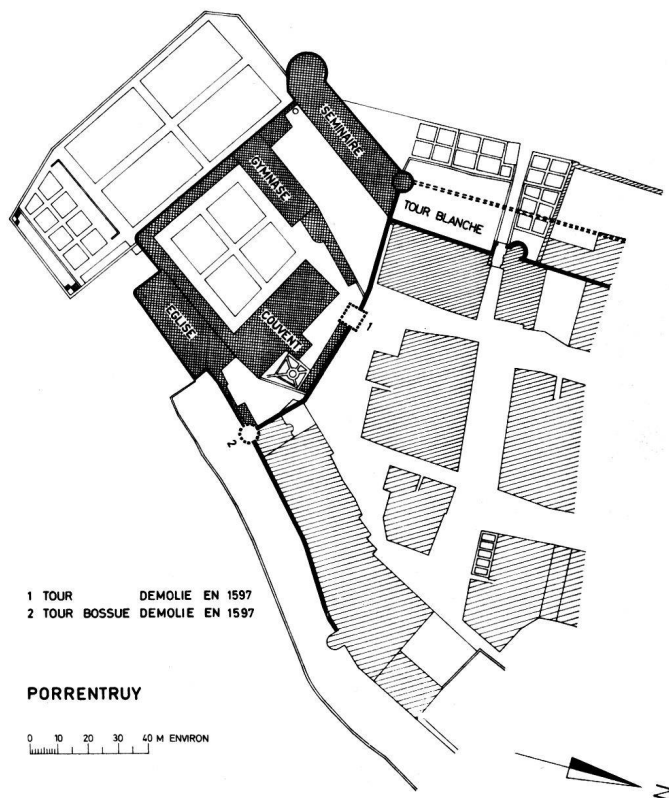 SEMINAIRE
GYMNASE
TOUR BLANCHE
EGLISE
COUVENT
1
2
1 TOUR DEMOLIE EN 1597
2 TOUR BOSSUE DEMOLIE EN 1597
PORRENTRUY
0 10 20 30 40 M ENVIRON
N